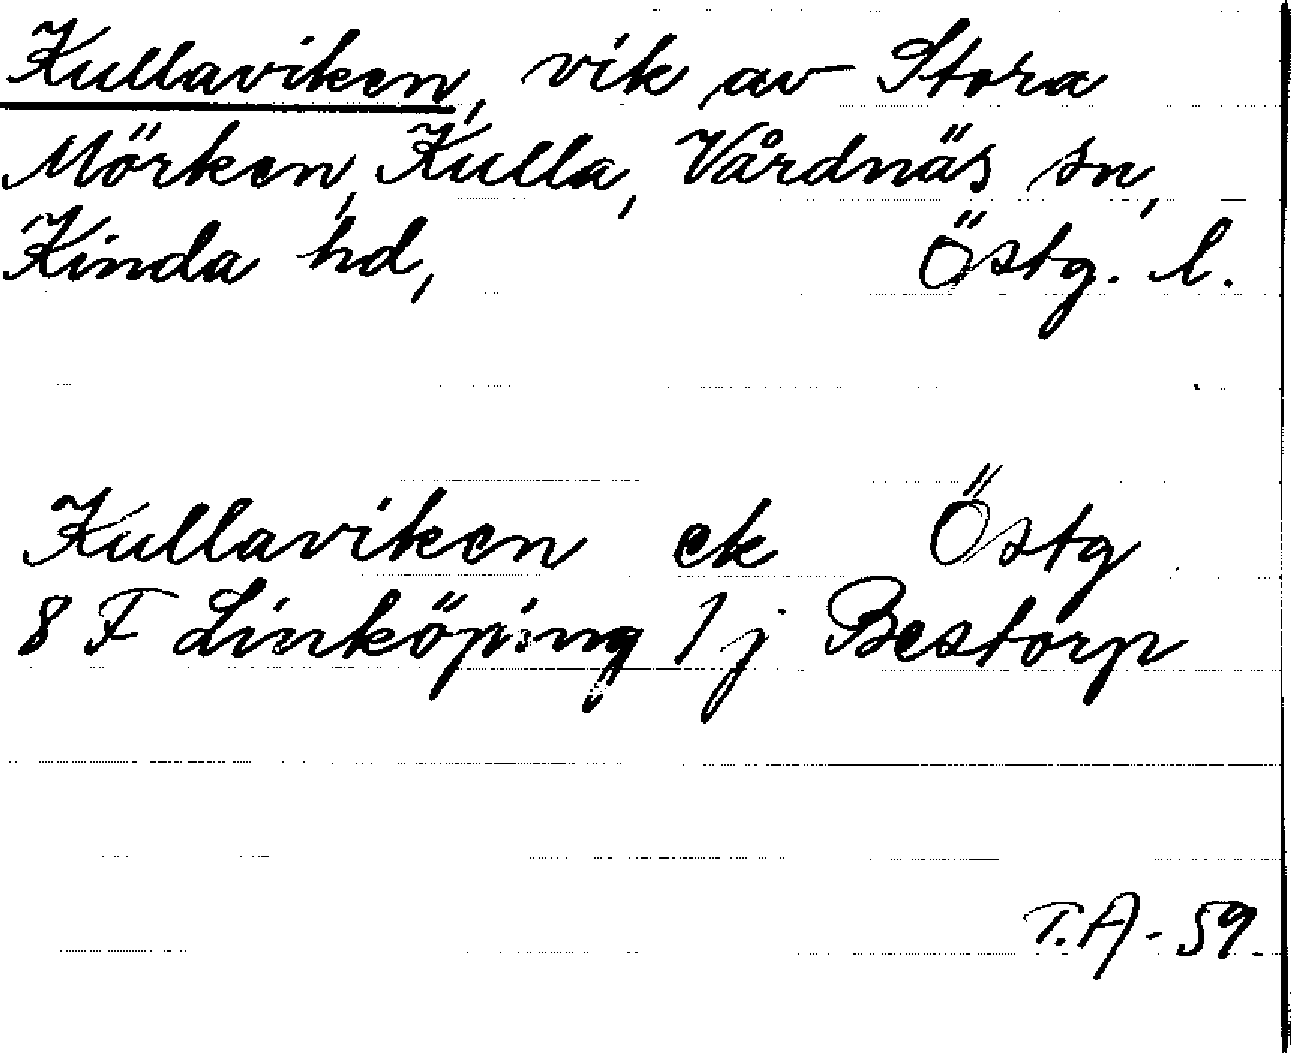 Kullaviken, vik av Stora
Mörken, Kulla, Vårdnäs sn,
Kinda hd, Östg. l.
Kullaviken ek Östg
8 F Linköping 1 j Bestorp
T.A - 59